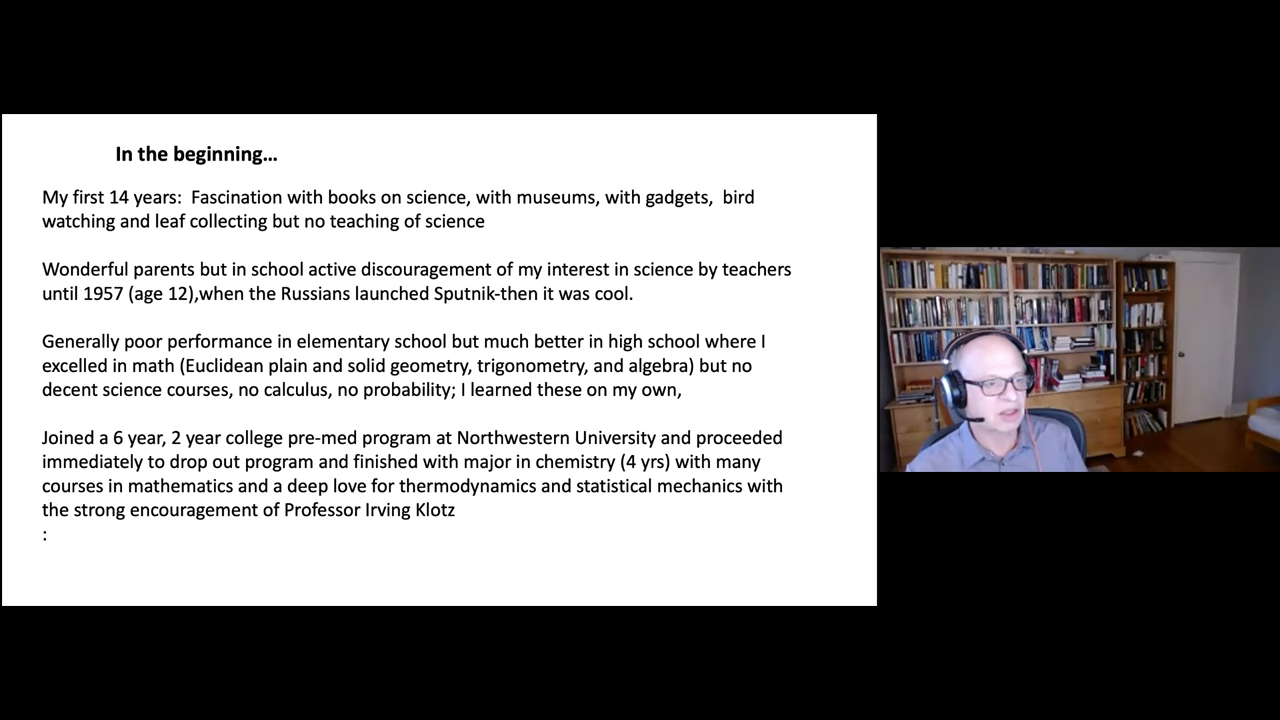 In the beginning…
My first 14 years:  Fascination with books on science, with museums, with gadgets,  bird
watching and leaf collecting but no teaching of science
Wonderful parents but in school active discouragement of my interest in science by teachers
until 1957 (age 12),when the Russians launched Sputnik-then it was cool.
Generally poor performance in elementary school but much better in high school where I
excelled in math (Euclidean plain and solid geometry, trigonometry, and algebra) but no
decent science courses, no calculus, no probability; I learned these on my own,
Joined a 6 year, 2 year college pre-med program at Northwestern University and proceeded
immediately to drop out program and finished with major in chemistry (4 yrs) with many
courses in mathematics and a deep love for thermodynamics and statistical mechanics with
the strong encouragement of Professor Irving Klotz
: